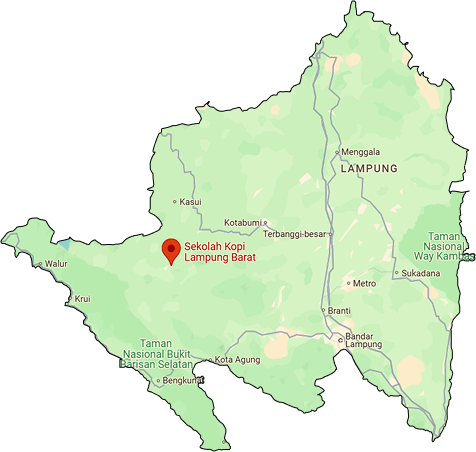 Menggala
LAMPUNG
Kasui
Kotabumi
Terbanggi-besar
Sekolah Kopi
Lampung Barat
Taman
Nasional
Way Kambas
Walur
Sukadana
Metro
Krui
Branti
Bandar
Lampung
Taman
Nasional Bukit
Barisan Selatan
Kota Agung
Bengkunat